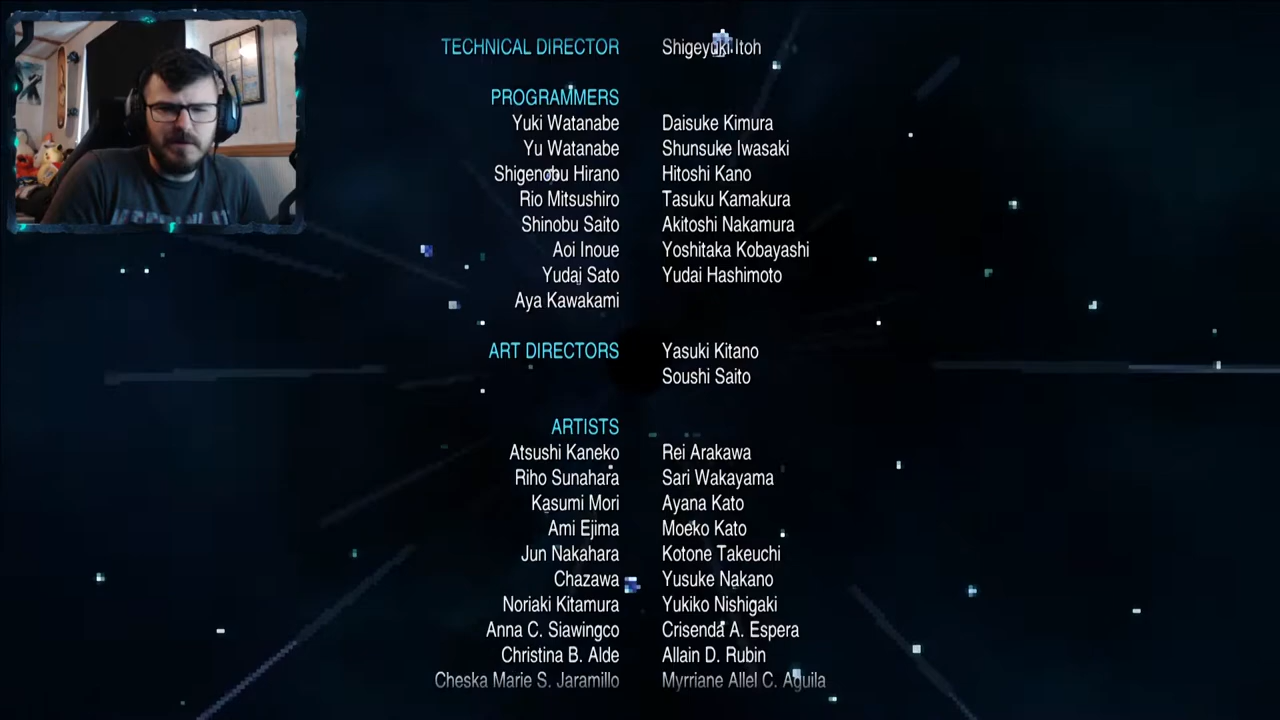 TECHNICAL DIRECTOR Shigeyuki Itoh
PROGRAMMERS
Yuki Watanabe Daisuke Kimura
Yu Watanabe Shunsuke Iwasaki
Shigenobu Hirano Hitoshi Kano
Rio Mitsushiro Tasuku Kamakura
Shinobu Saito Akitoshi Nakamura
Aoi Inoue Yoshitaka Kobayashi
Yudai Sato Yudai Hashimoto
Aya Kawakami
ART DIRECTORS Yasuki Kitano
Soushi Saito
ARTISTS
Atsushi Kaneko Rei Arakawa
Riho Sunahara Sari Wakayama
Kasumi Mori Ayana Kato
Ami Ejima Moeko Kato
Jun Nakahara Kotone Takeuchi
Chazawa Yusuke Nakano
Noriaki Kitamura Yukiko Nishigaki
Anna C. Siawingco Crisenda A. Espera
Christina B. Alde Allain D. Rubin
Cheska Marie S. Jaramillo Myrriane Allel C. Aguila